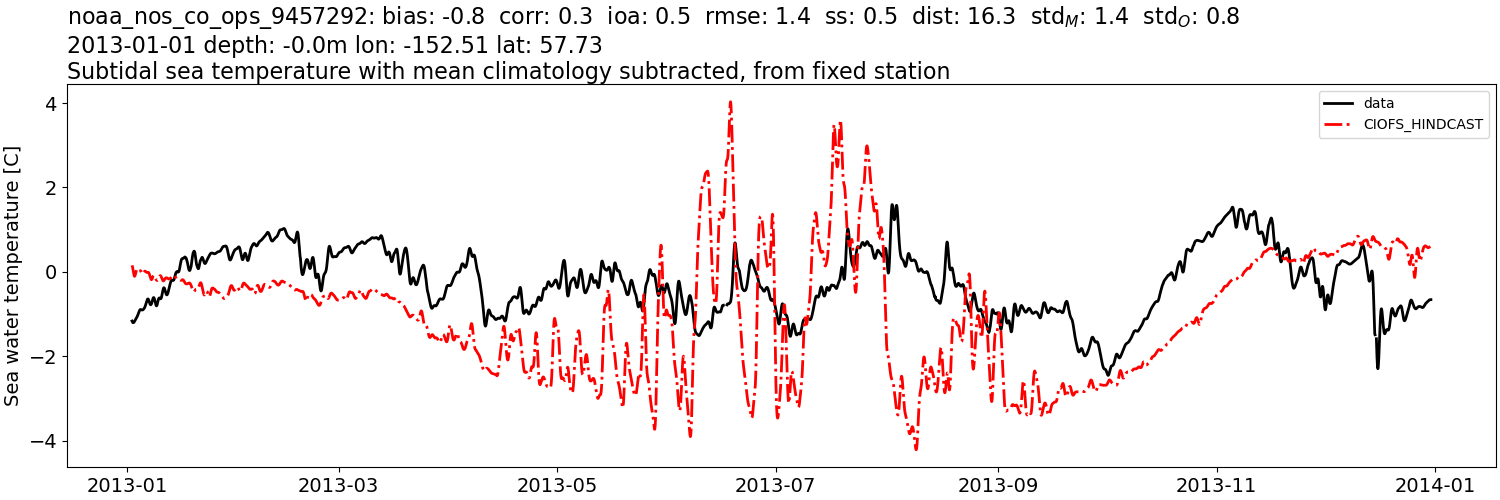 noaa_nos_co_ops_9457292: bias: -0.8 corr: 0.3 ioa: 0.5 rmse: 1.4 ss: 0.5 dist: 16.3 std_M: 1.4 std_O: 0.8
2013-01-01 depth: -0.0m lon: -152.51 lat: 57.73
Subtidal sea temperature with mean climatology subtracted, from fixed station
Sea water temperature [C]
4
2
0
−2
−4
data
CIOFS_HINDCAST
2013-01
2013-03
2013-05
2013-07
2013-09
2013-11
2014-01